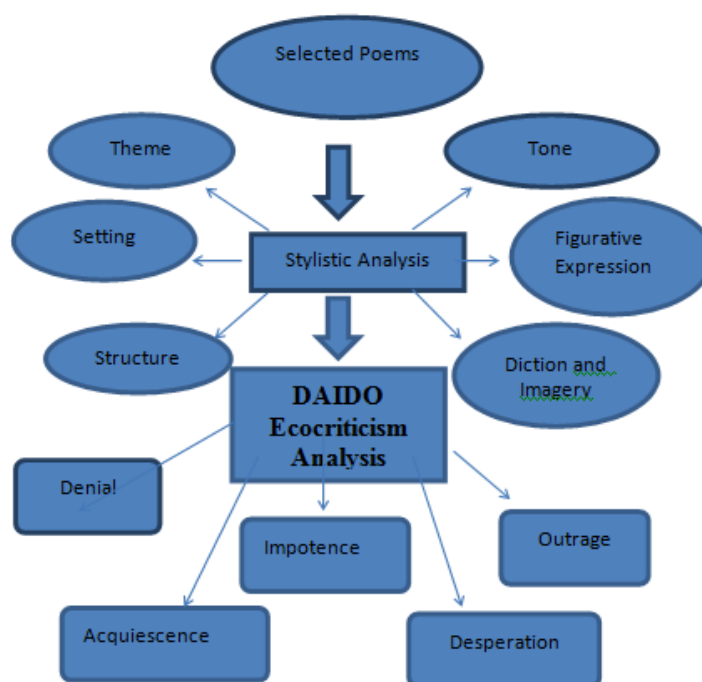 Selected Poems
Theme
Tone
Setting
Stylistic Analysis
Figurative
Expression
Structure
Diction and
Imagery
DAIDO
Ecocriticism
Analysis
Denial
Impotence
Outrage
Acquiescence
Desperation